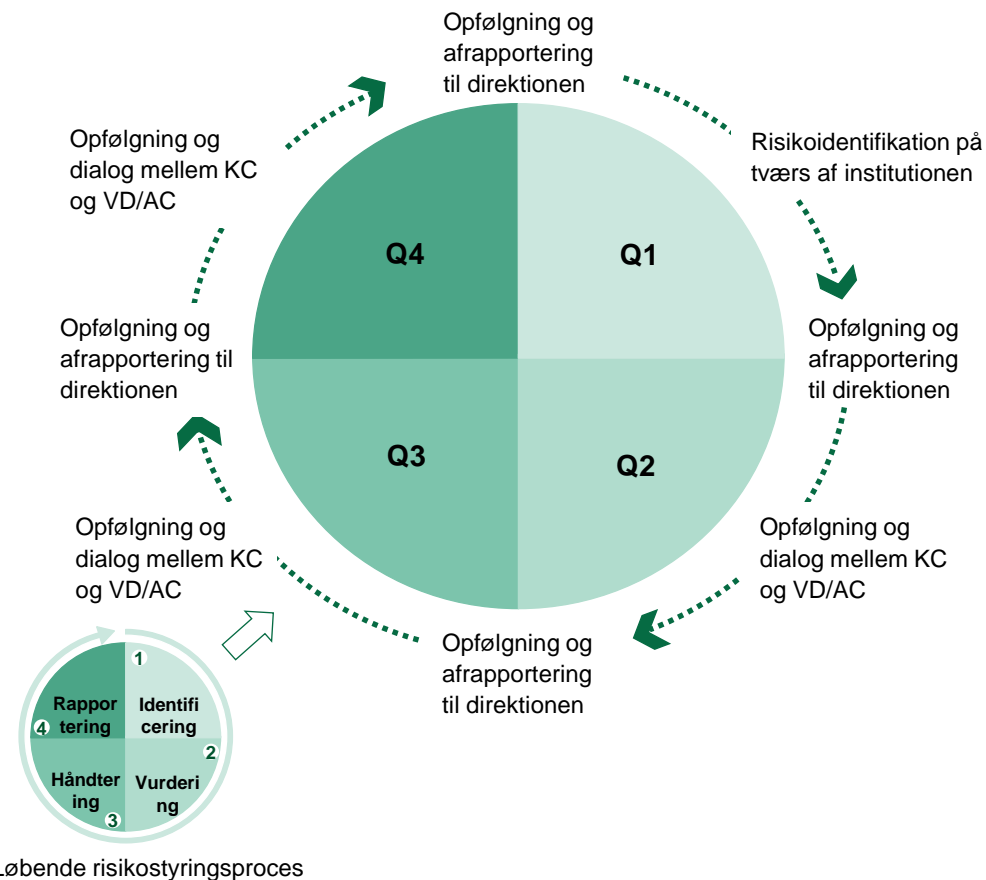 Opfølgning og
afrapportering
til direktionen
Risikoidentifikation på
tværs af institutionen
Opfølgning og
afrapportering
til direktionen
Opfølgning og
dialog mellem KC
og VD/AC
Opfølgning og
afrapportering
til direktionen
Opfølgning og
dialog mellem KC
og VD/AC
Opfølgning og
afrapportering til
direktionen
Opfølgning og
dialog mellem KC
og VD/AC
Q4
Q1
Q3
Q2
1
Identifi
cering
2
Vurderi
ng
3
Håndter
ing
4
Rappor
tering
Løbende risikostyringsproces